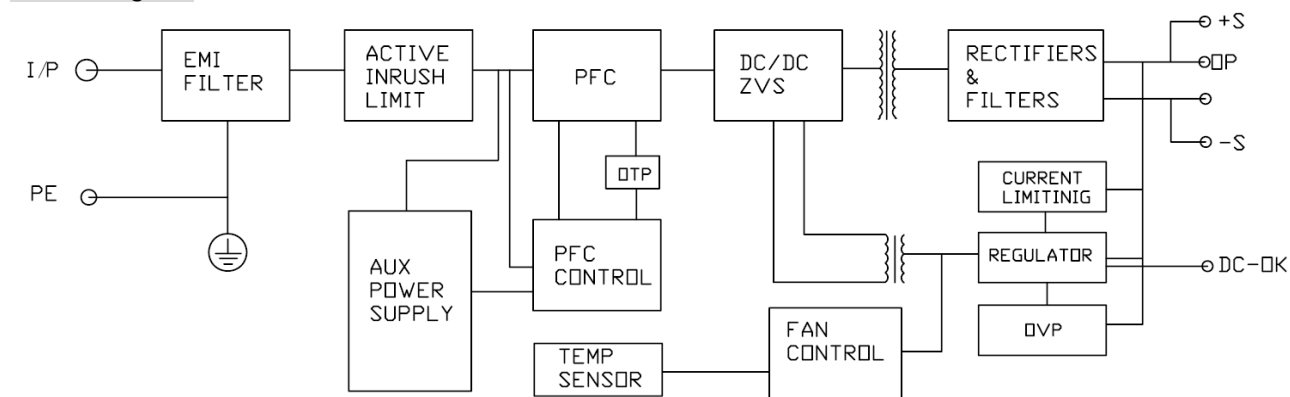 +S
I/P
EMI
FILTER
ACTIVE
INRUSH
LIMIT
PFC
DC/DC
ZVS
RECTIFIERS
&
FILTERS
OP
-S
PE
OTP
CURRENT
LIMITINIG
AUX
POWER
SUPPLY
PFC
CONTROL
REGULATOR
DC-OK
OVP
TEMP
SENSOR
FAN
CONTROL